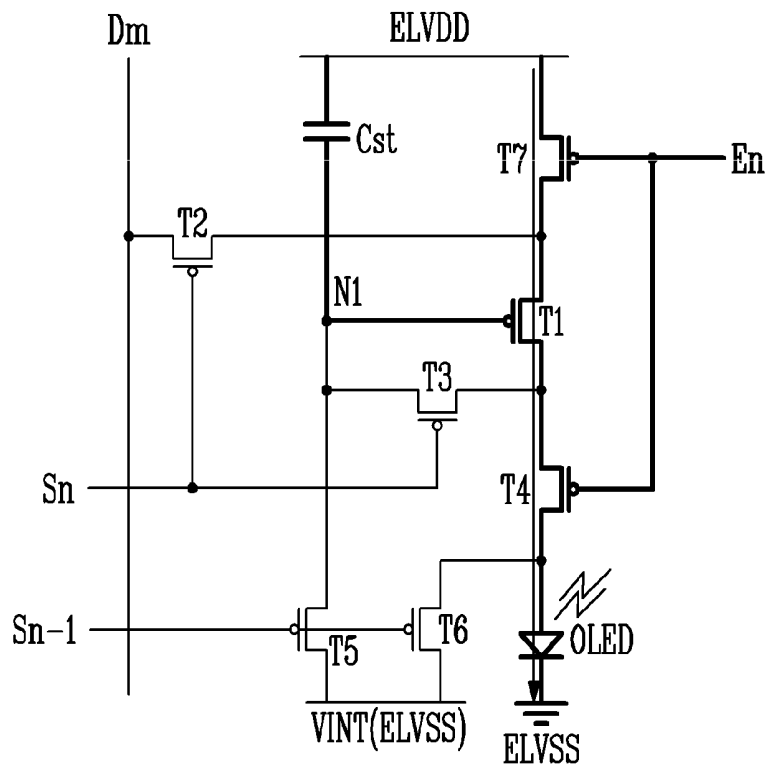 Dm
ELVDD
Cst
T7
En
T2
N1
T1
T3
Sn
T4
Sn-1
T5
T6
OLED
VINT(ELVSS)
ELVSS